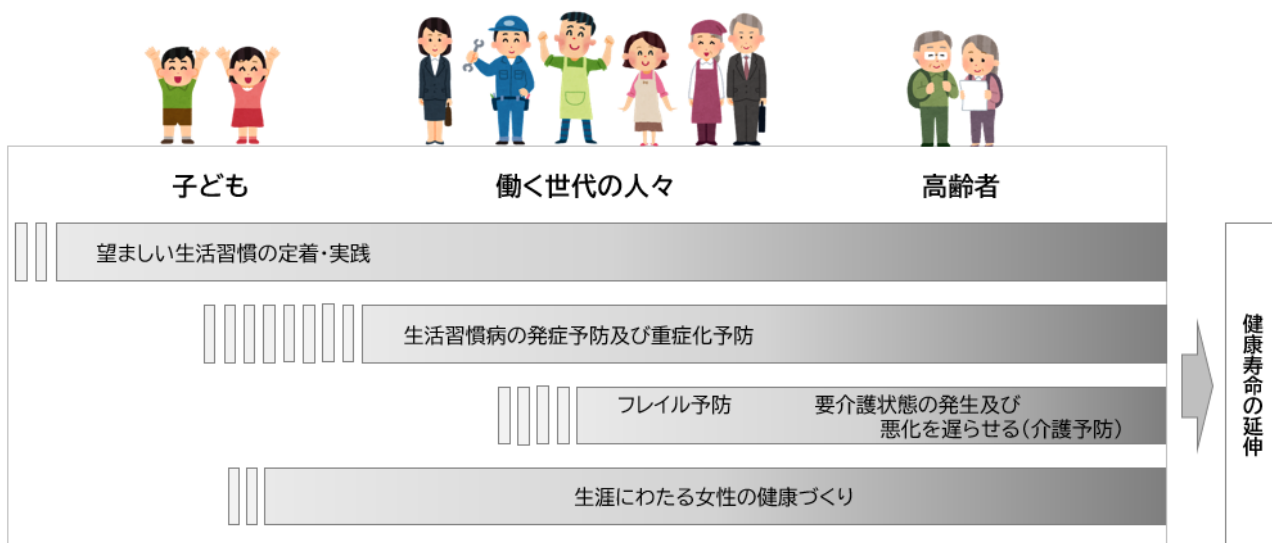 子ども
働く世代の人々
高齢者
望ましい生活習慣の定着・実践
生活習慣病の発症予防及び重症化予防
フレイル予防
要介護状態の発生及び
悪化を遅らせる(介護予防)
生涯にわたる女性の健康づくり
健康寿命の延伸